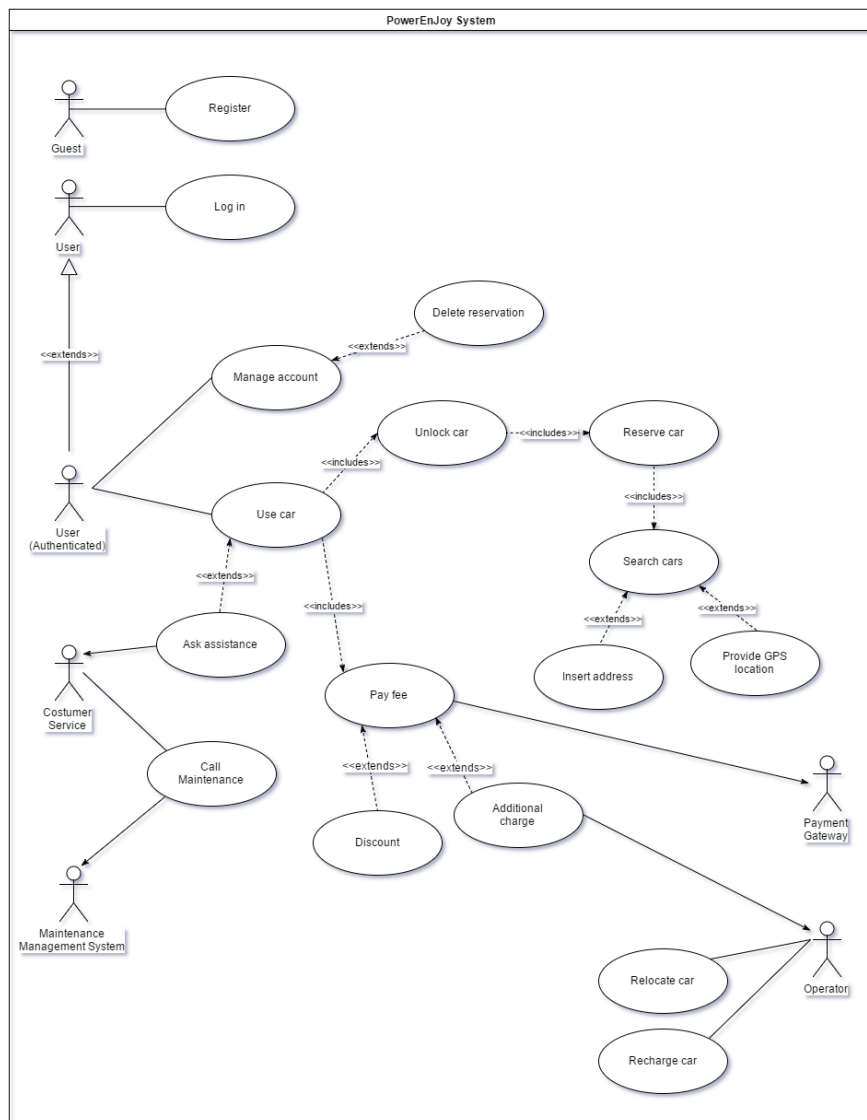 PowerEnJoy System
Register
Guest
Log in
User
<<extends>>
Delete reservation
<<extends>>
Manage account
Unlock car
<<includes>>
Reserve car
<<includes>>
<<includes>>
Use car
User
(Authenticated)
Search cars
<<extends>>
<<includes>>
<<extends>>
<<extends>>
Ask assistance
Insert address
Provide GPS
location
Costumer
Service
Pay fee
Call
Maintenance
<<extends>>
<<extends>>
Additional
charge
Payment
Gateway
Discount
Maintenance
Management System
Relocate car
Operator
Recharge car